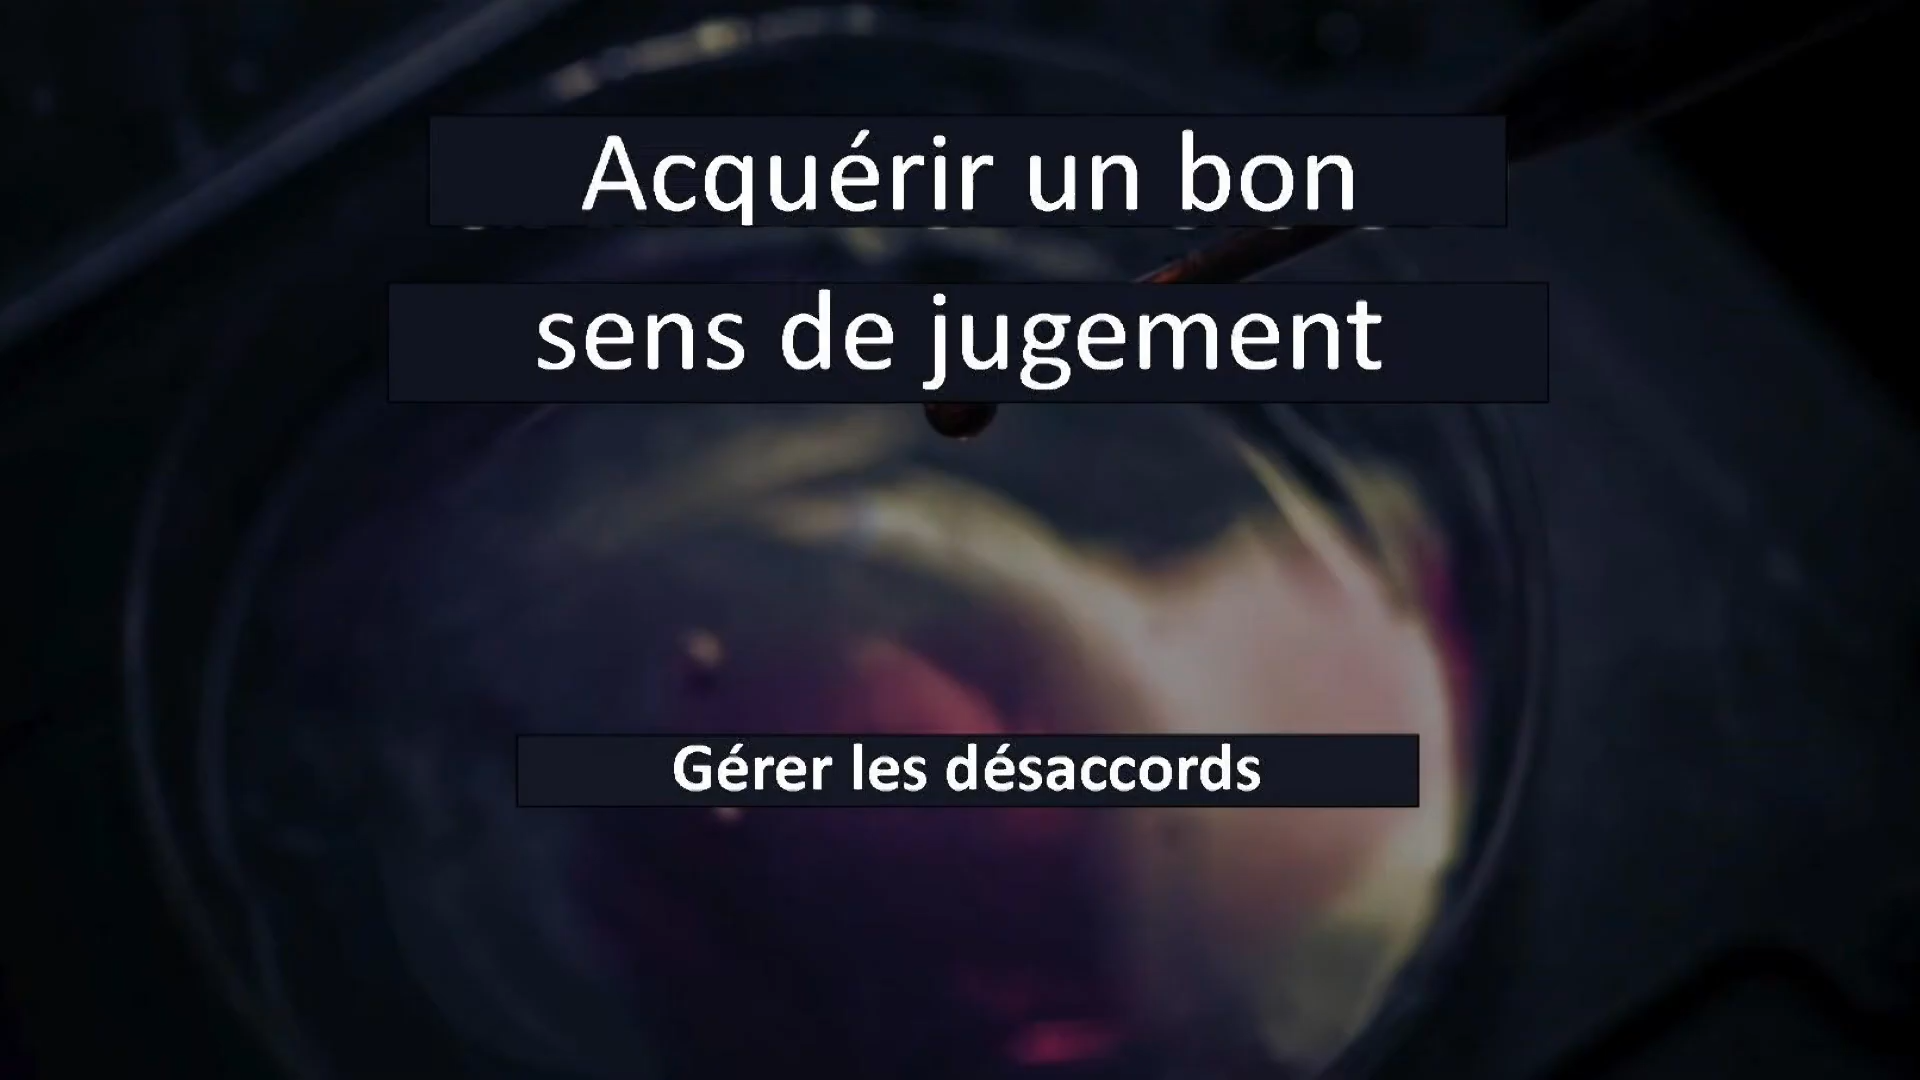 Acquérir un bon
sens de jugement
Gérer les désaccords